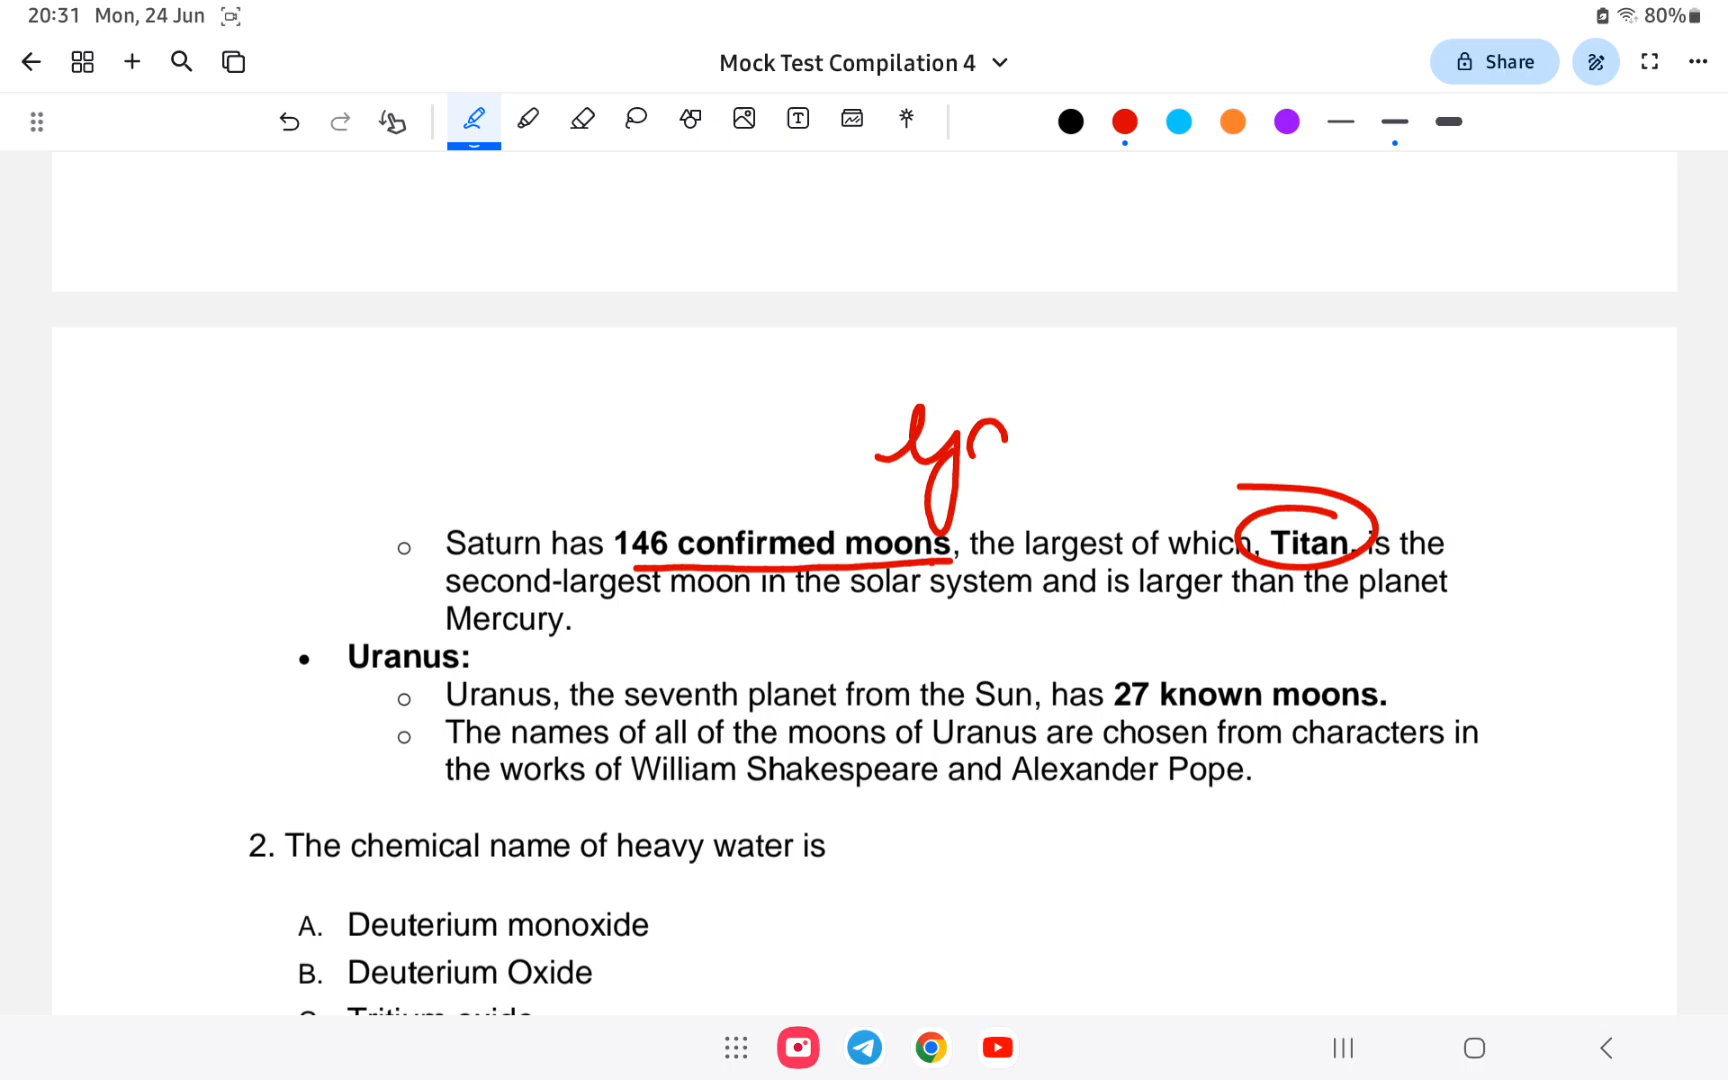 20:31 Mon, 24 Jun
80%
Mock Test Compilation 4
Share
Saturn has 146 confirmed moons, the largest of which, Titan, is the
second-largest moon in the solar system and is larger than the planet
Mercury.
Uranus:
Uranus, the seventh planet from the Sun, has 27 known moons.
The names of all of the moons of Uranus are chosen from characters in
the works of William Shakespeare and Alexander Pope.
2. The chemical name of heavy water is
A. Deuterium monoxide
B. Deuterium Oxide